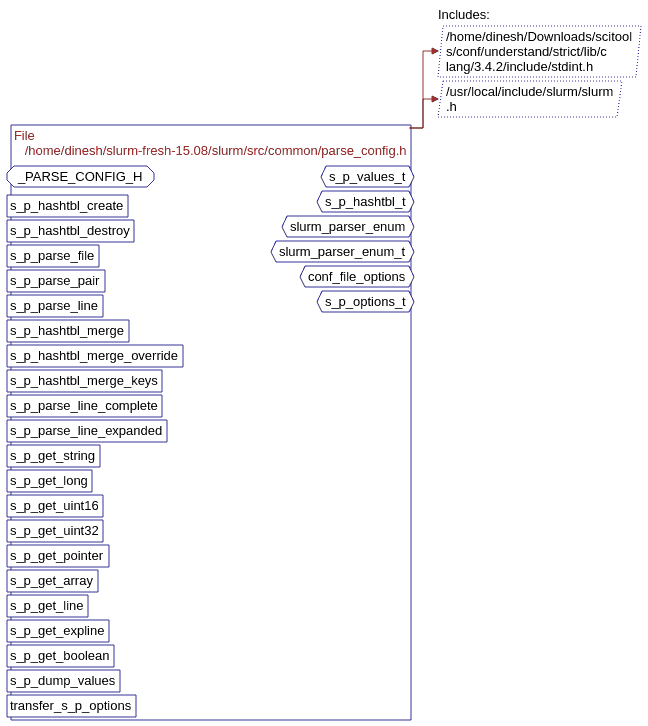 Includes:
/home/dinesh/Downloads/scitool
s/conf/understand/strict/lib/c
lang/3.4.2/include/stdint.h
/usr/local/include/slurm/slurm
.h
File
/home/dinesh/slurm-fresh-15.08/slurm/src/common/parse_config.h
_PARSE_CONFIG_H
s_p_hashtbl_create
s_p_hashtbl_destroy
s_p_parse_file
s_p_parse_pair
s_p_parse_line
s_p_hashtbl_merge
s_p_hashtbl_merge_override
s_p_hashtbl_merge_keys
s_p_parse_line_complete
s_p_parse_line_expanded
s_p_get_string
s_p_get_long
s_p_get_uint16
s_p_get_uint32
s_p_get_pointer
s_p_get_array
s_p_get_line
s_p_get_expline
s_p_get_boolean
s_p_dump_values
transfer_s_p_options
s_p_values_t
s_p_hashtbl_t
slurm_parser_enum
slurm_parser_enum_t
conf_file_options
s_p_options_t